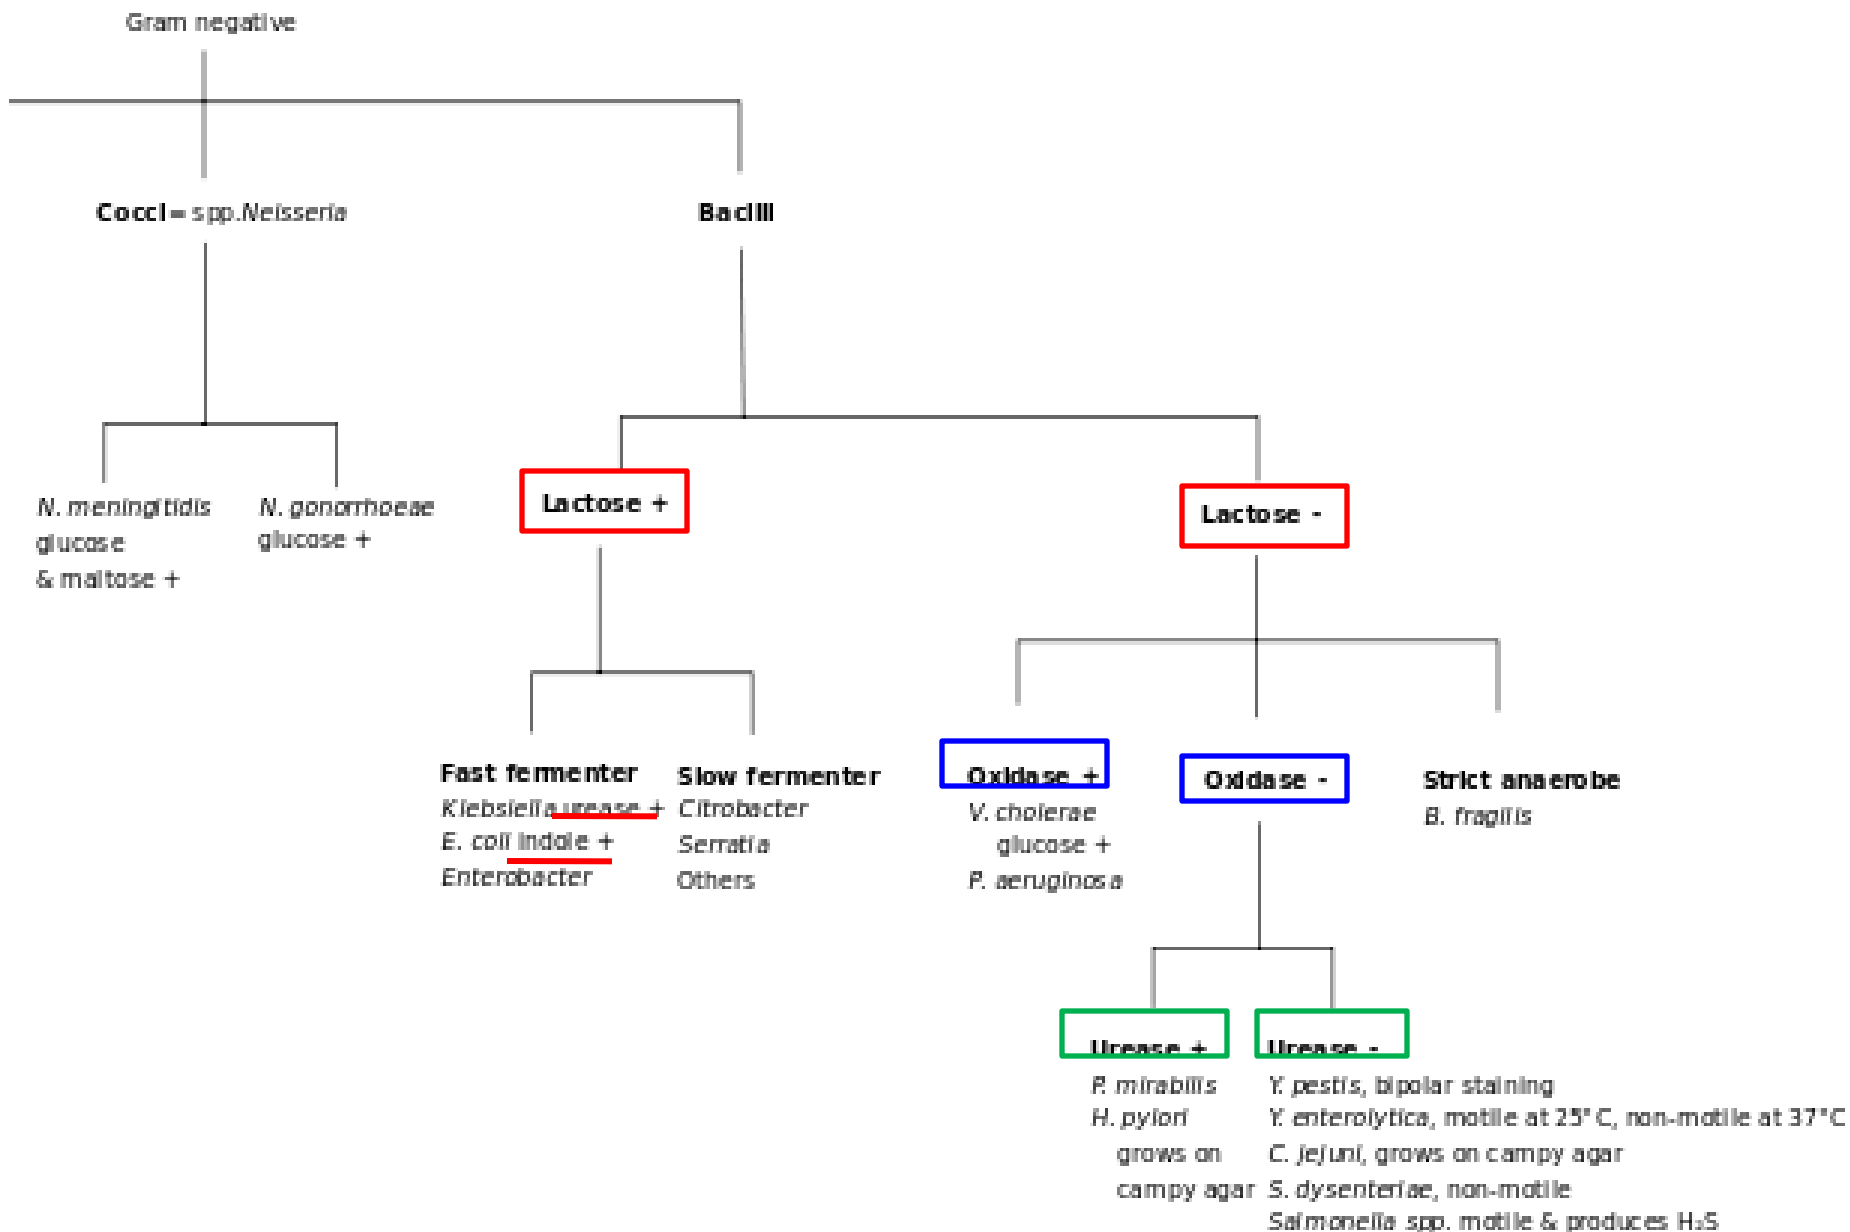 Gram negative
Cocci= spp.Neisseria
Bacilli
N. meningitidis
glucose
& maltose +
N. gonorrhoeae
glucose +
Lactose +
Lactose -
Fast fermenter
Klebsiella urease +
E. coli indole +
Enterobacter
Slow fermenter
Citrobacter
Serratia
Others
Oxidase +
V. cholerae
glucose +
P. aeruginosa
Oxidase -
Strict anaerobe
B. fragilis
Urease +
P. mirabilis
H. pylori
grows on
campy agar
Urease -
Y. pestis, bipolar staining
Y. enterolytica, motile at 25°C, non-motile at 37°C
C. jejuni, grows on campy agar
S. dysenteriae, non-motile
Salmonella spp. motile & produces H₂S